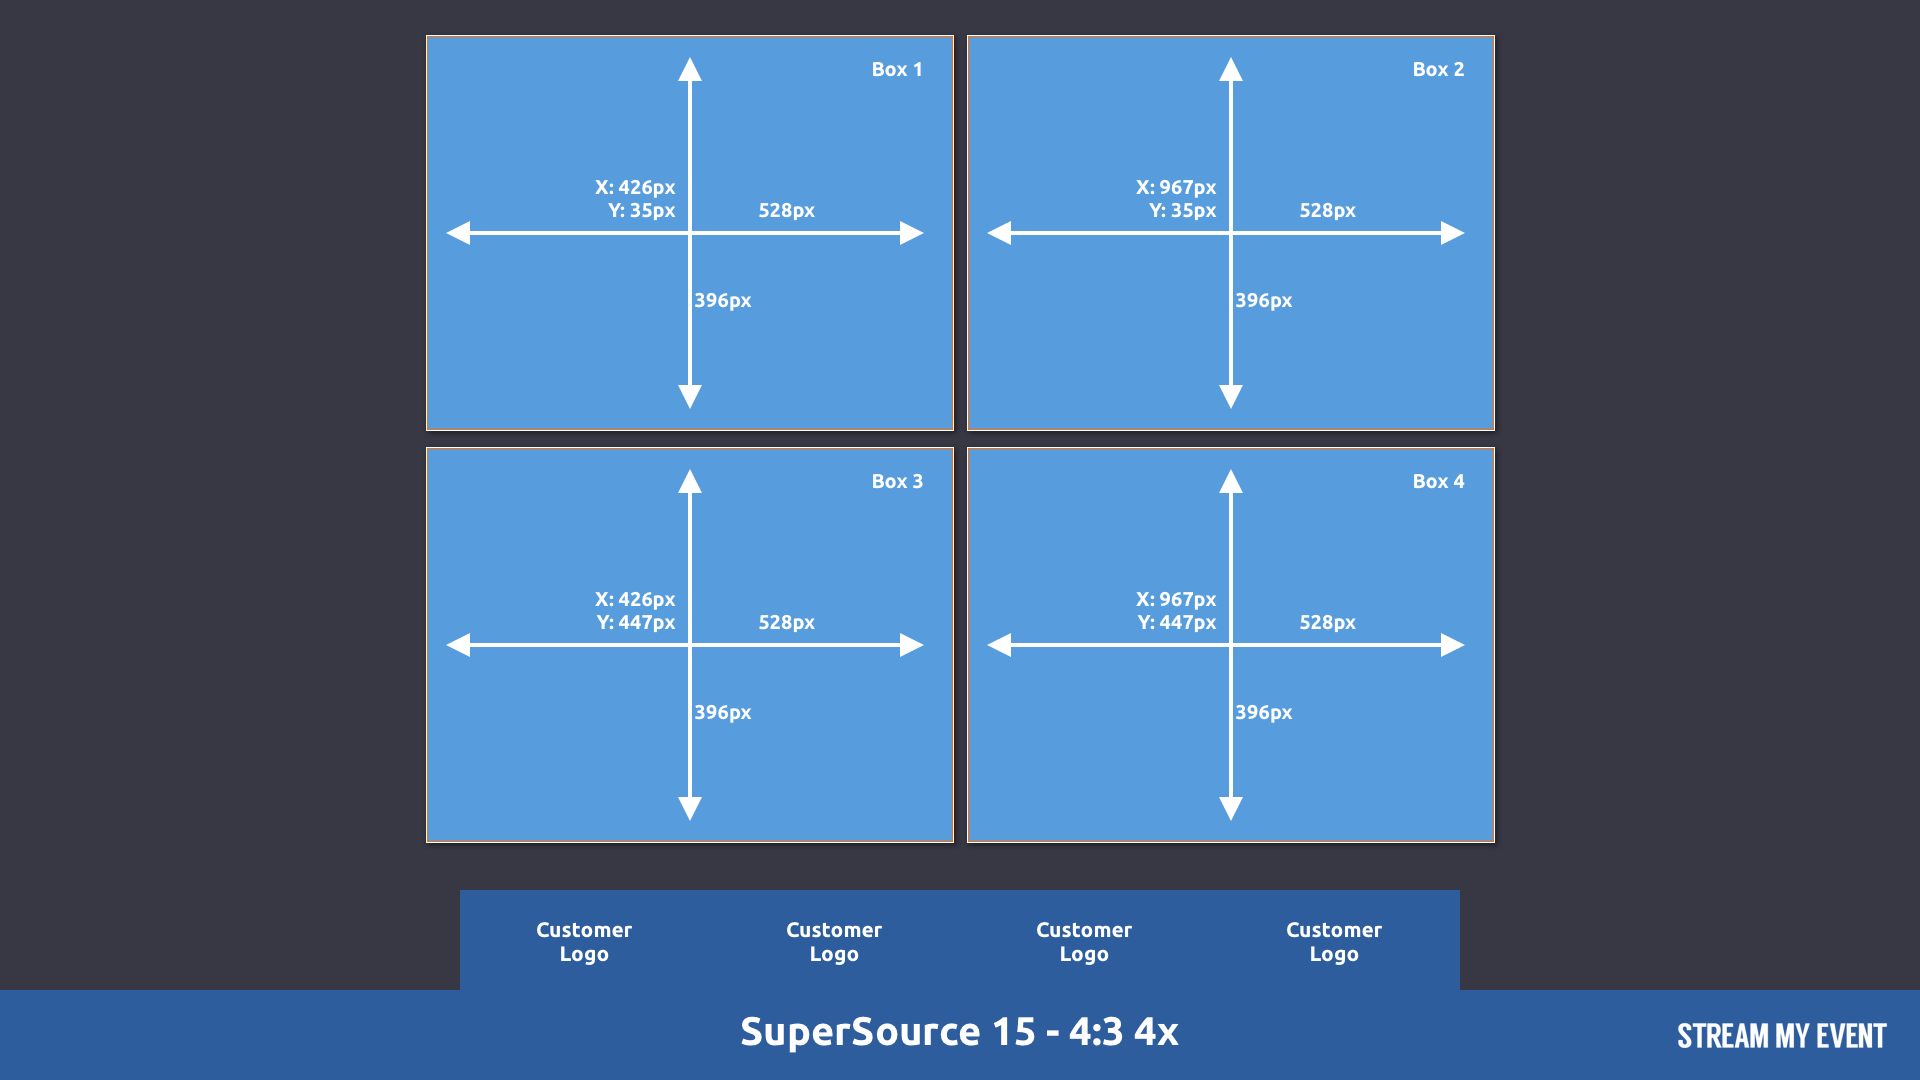 Box 1
X: 426px
Y: 35px
528px
396px
Box 2
X: 967px
Y: 35px
528px
396px
Box 3
X: 426px
Y: 447px
528px
396px
Box 4
X: 967px
Y: 447px
528px
396px
Customer
Logo
Customer
Logo
Customer
Logo
Customer
Logo
SuperSource 15 - 4:3 4x
STREAM MY EVENT